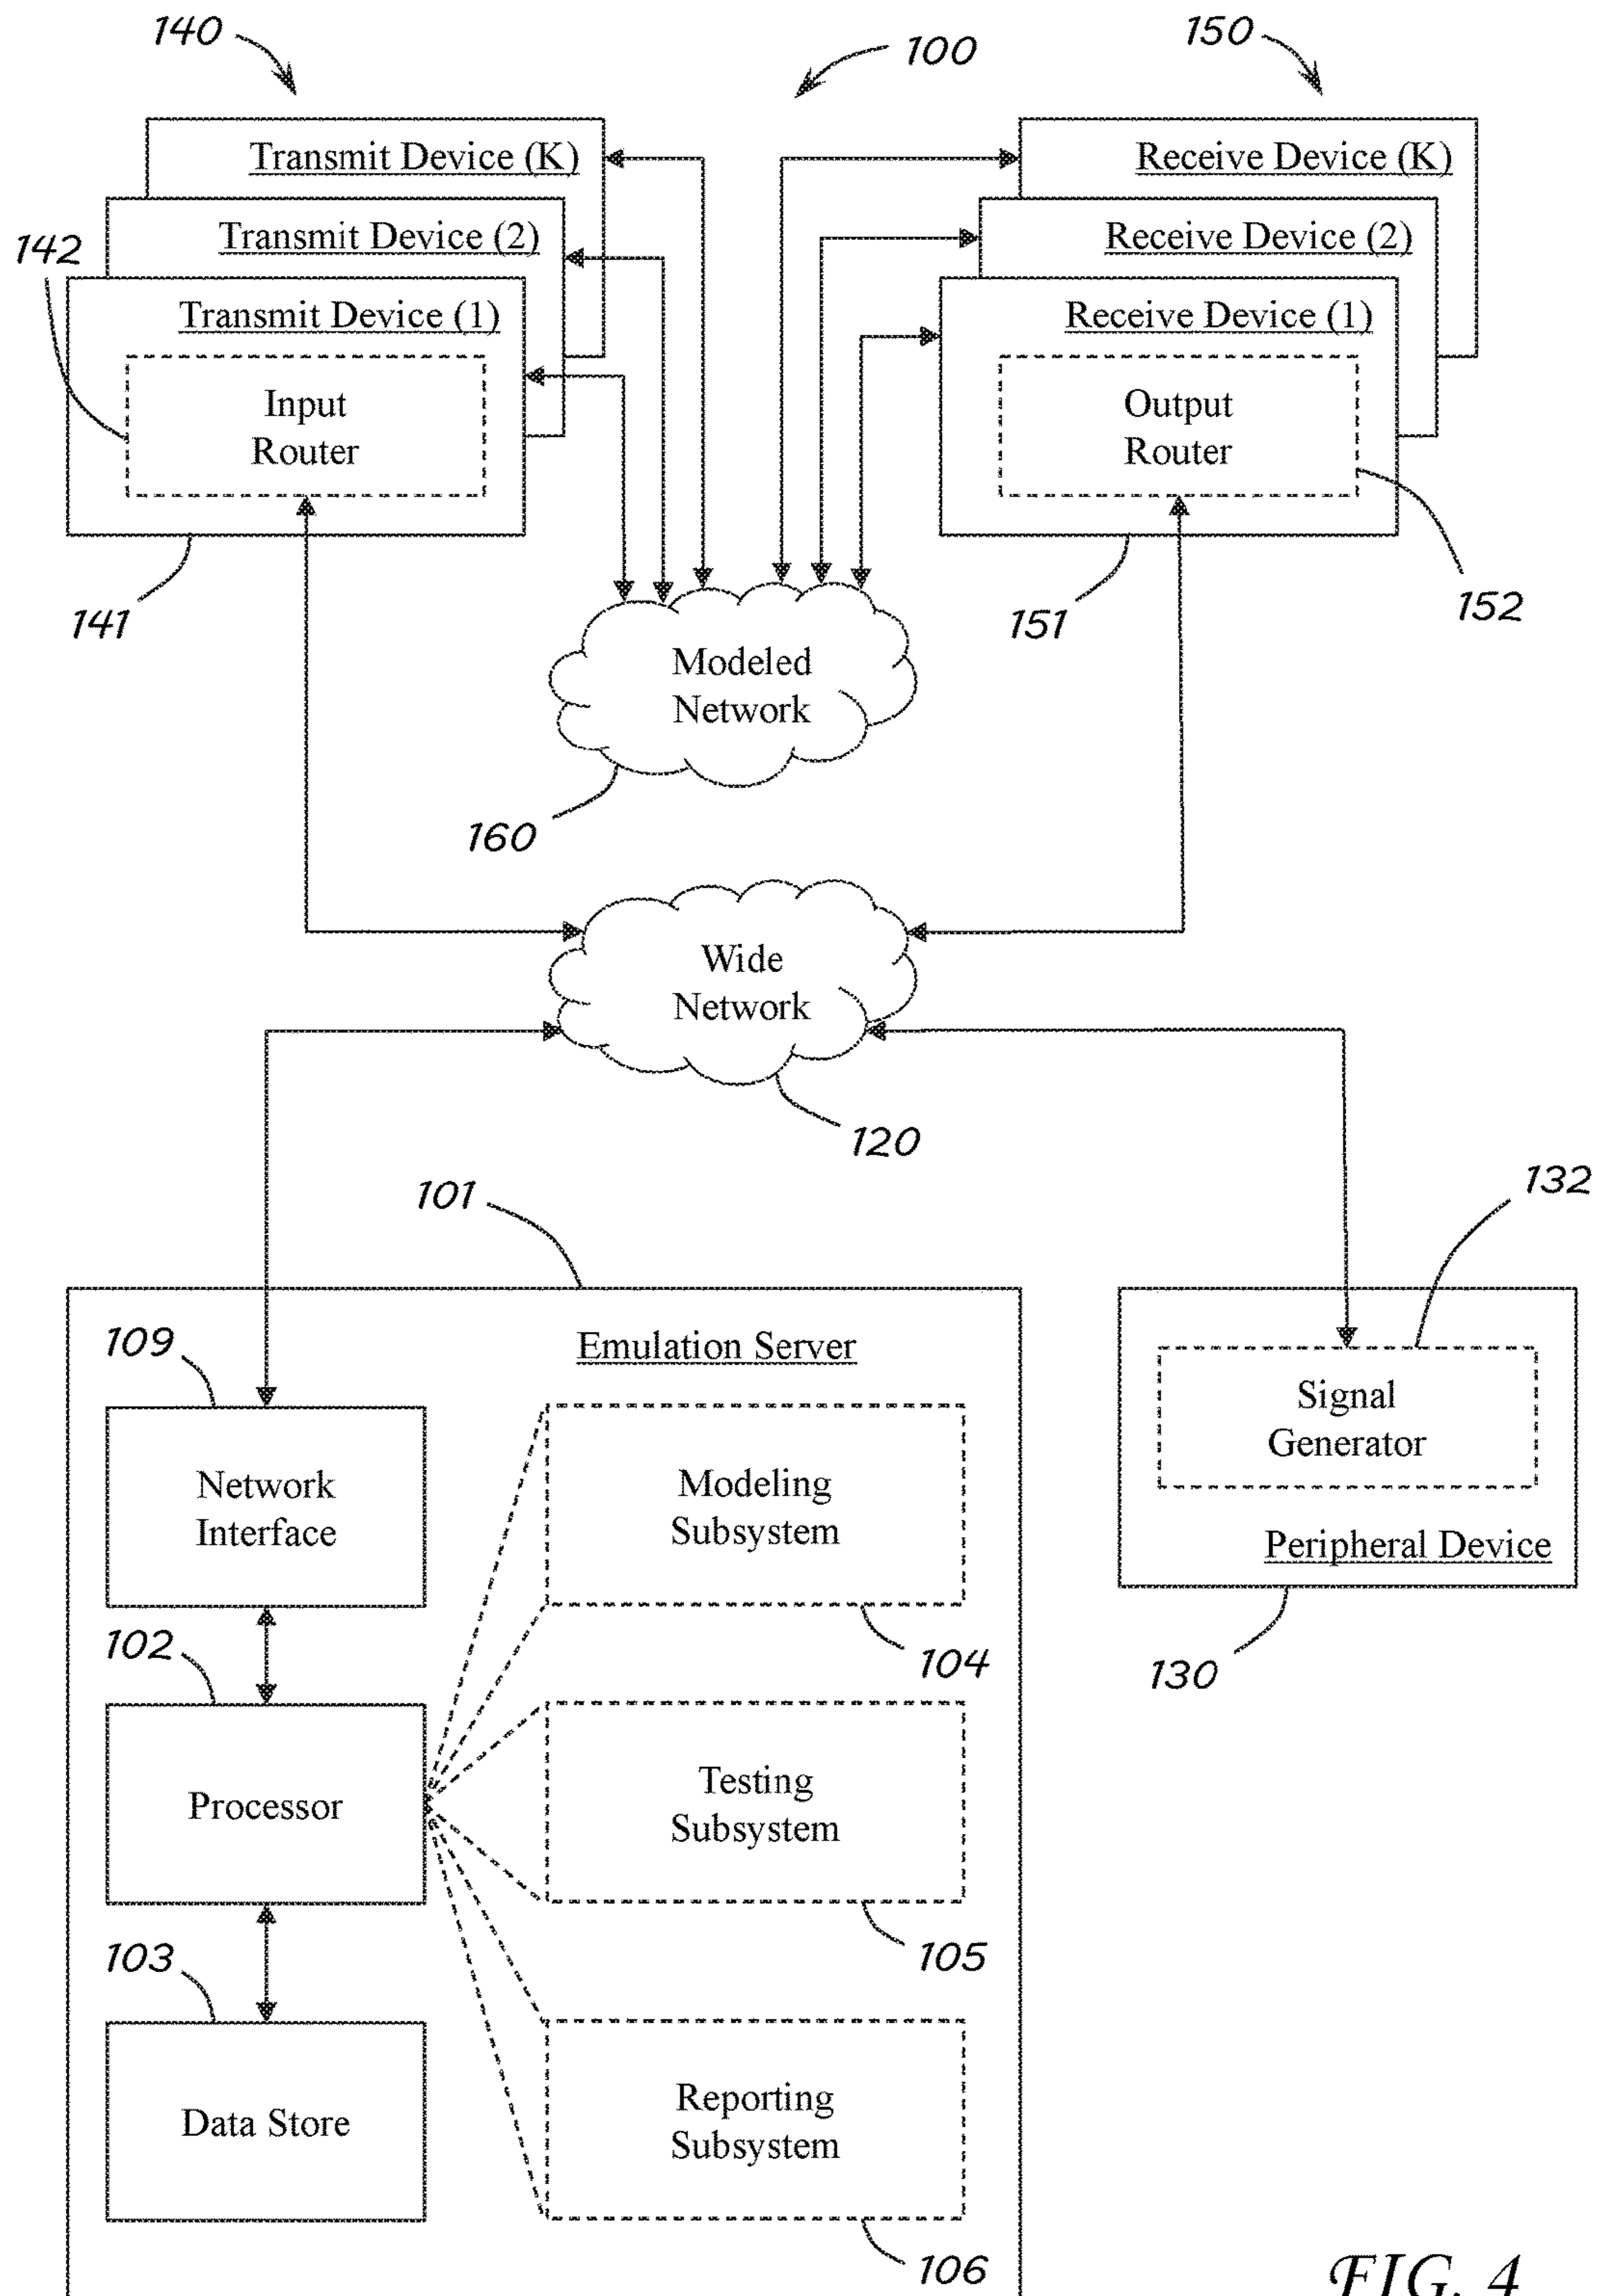 140
100
150
Transmit Device (K)
Receive Device (K)
142
Transmit Device (2)
Receive Device (2)
Transmit Device (1)
Receive Device (1)
Input
Router
Output
Router
141
151
152
Modeled
Network
160
Wide
Network
120
101
132
109
Emulation Server
Network
Interface
Modeling
Subsystem
Signal
Generator
Peripheral Device
102
104
130
Processor
Testing
Subsystem
103
105
Data Store
Reporting
Subsystem
106
FIG. 4